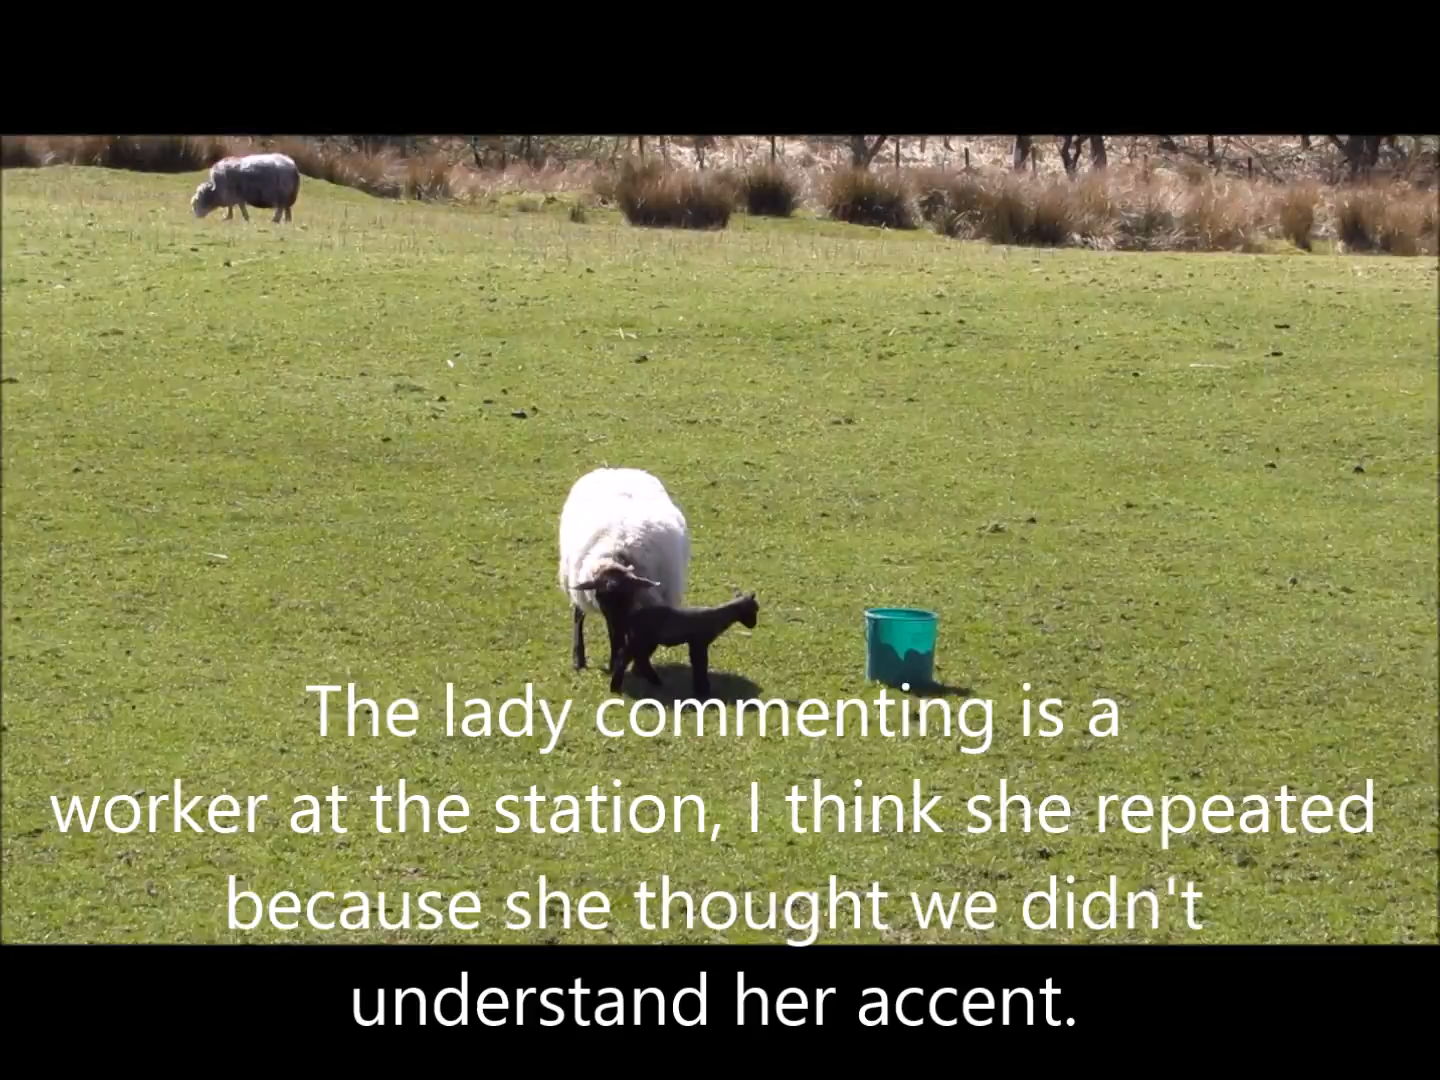 The lady commenting is a
worker at the station, I think she repeated
because she thought we didn't
understand her accent.